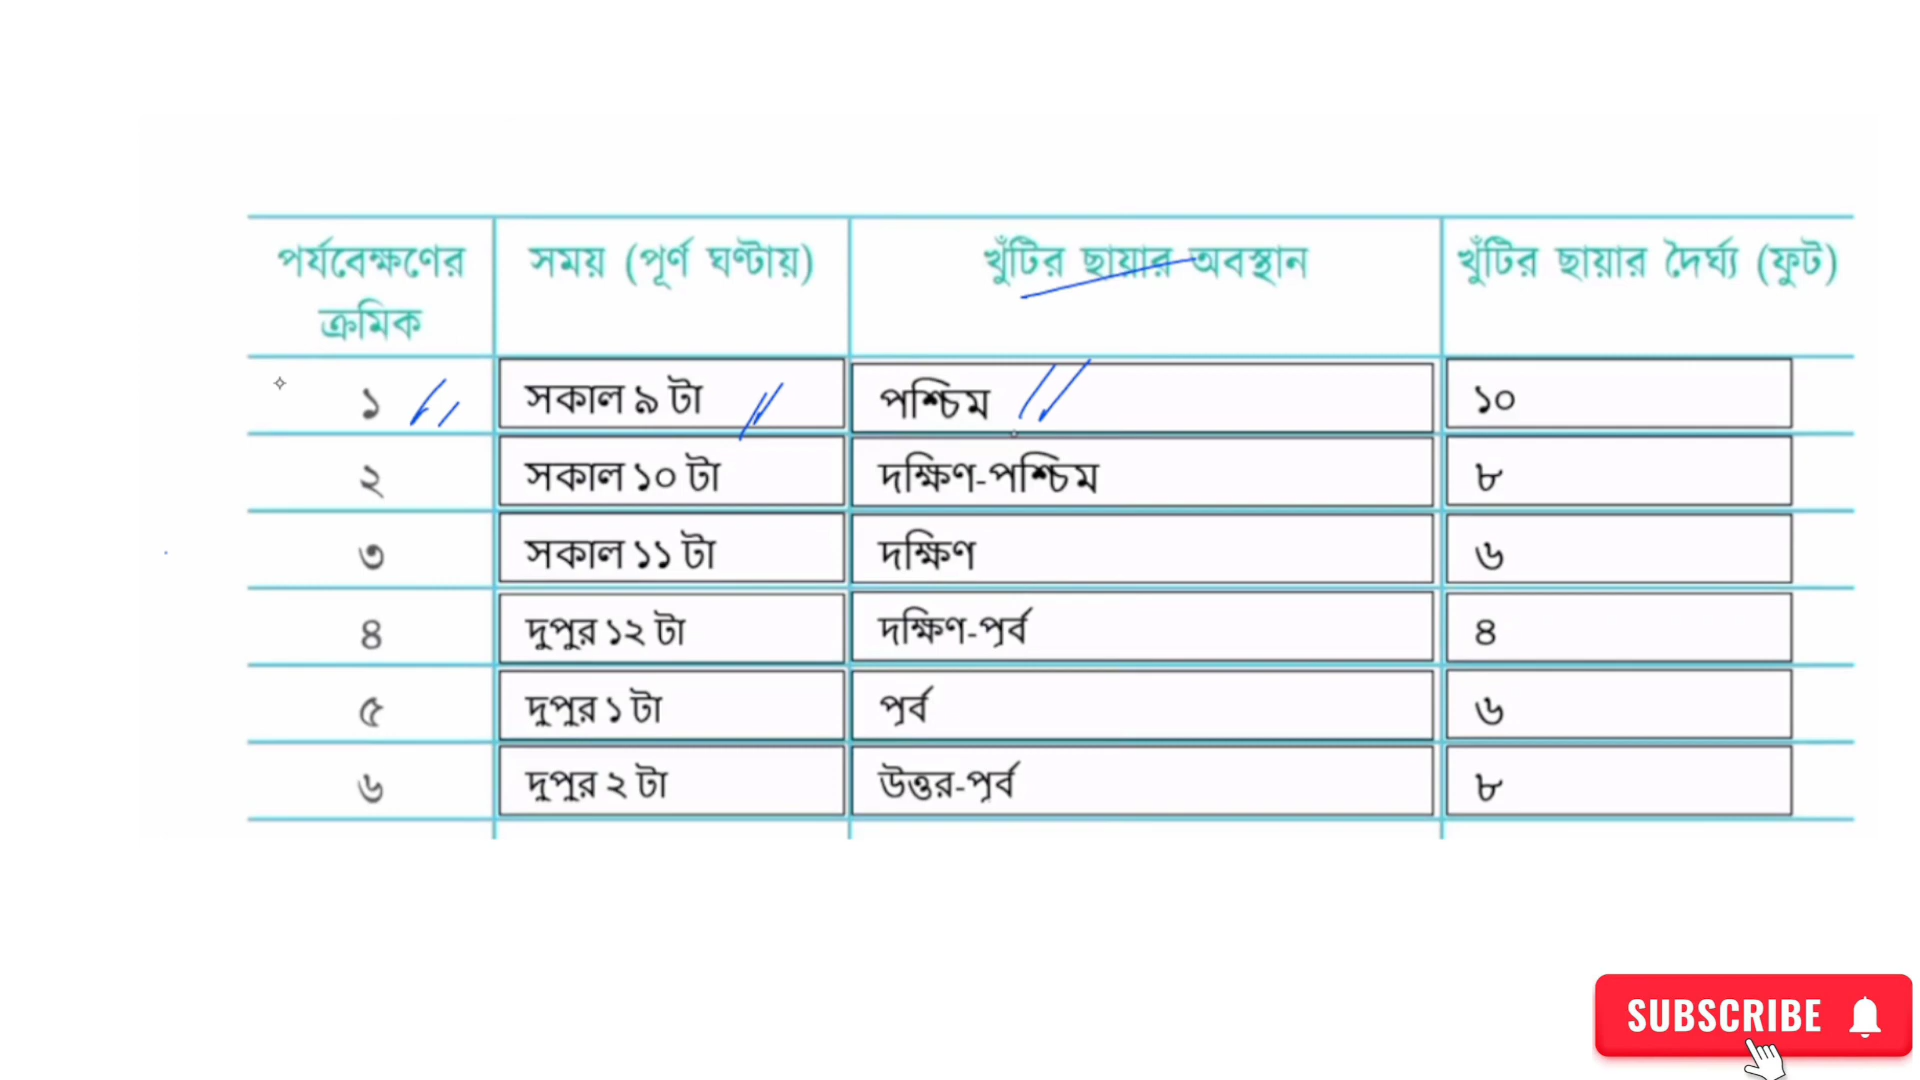 পর্যবেক্ষণের ক্রমিক সময় (পূর্ণ ঘণ্টায়) খুঁটির ছায়ার অবস্থান খুঁটির ছায়ার দৈর্ঘ্য (ফুট)
১ সকাল ৯ টা পশ্চিম ১০
২ সকাল ১০ টা দক্ষিণ-পশ্চিম ৮
৩ সকাল ১১ টা দক্ষিণ ৬
৪ দুপুর ১২ টা দক্ষিণ-পূর্ব ৪
৫ দুপুর ১ টা পূর্ব ৬
৬ দুপুর ২ টা উত্তর-পূর্ব ৮
SUBSCRIBE